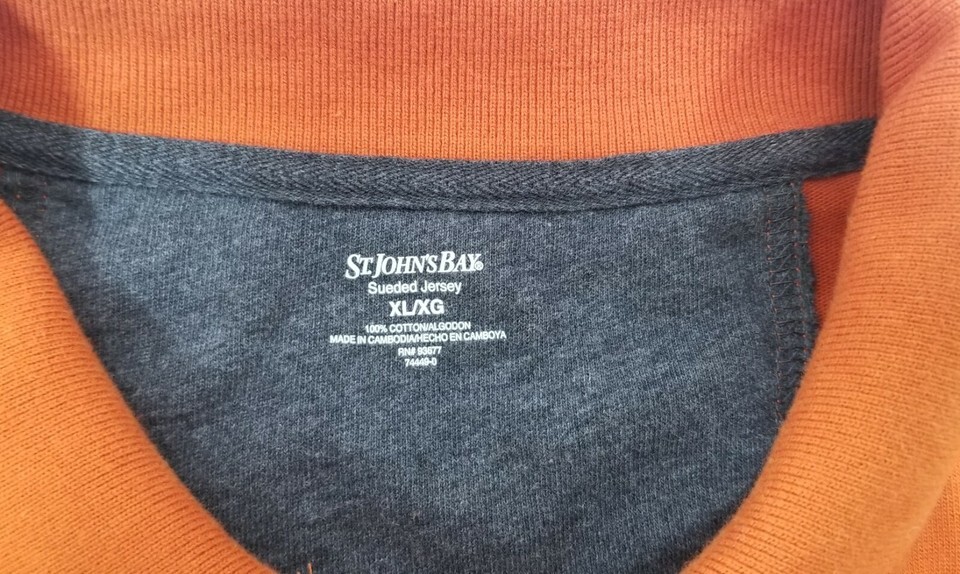 ST. JOHN'S BAY®
Sueded Jersey
XL/XG
100% COTTON/ALGODON
MADE IN CAMBODIA/HECHO EN CAMBOYA
RN# 93677
74449-0